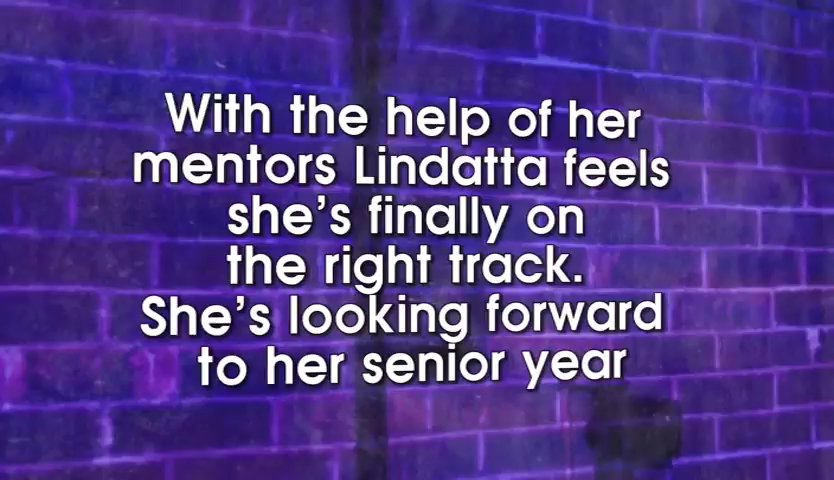 With the help of her
mentors Lindatta feels
she's finally on
the right track.
She's looking forward
to her senior year